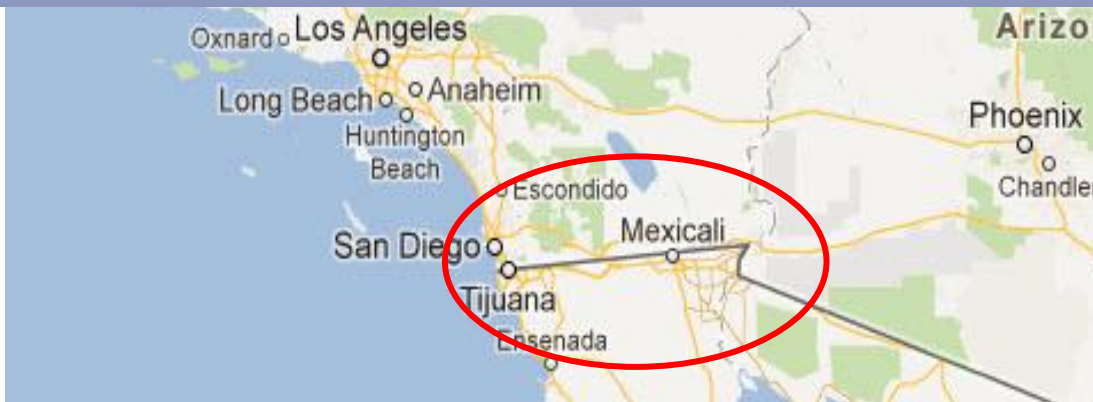 Oxnard
Los Angeles
Arizo
Long Beach
Anaheim
Huntington
Beach
Phoenix
Chandler
Escondido
San Diego
Mexicali
Tijuana
Ensenada